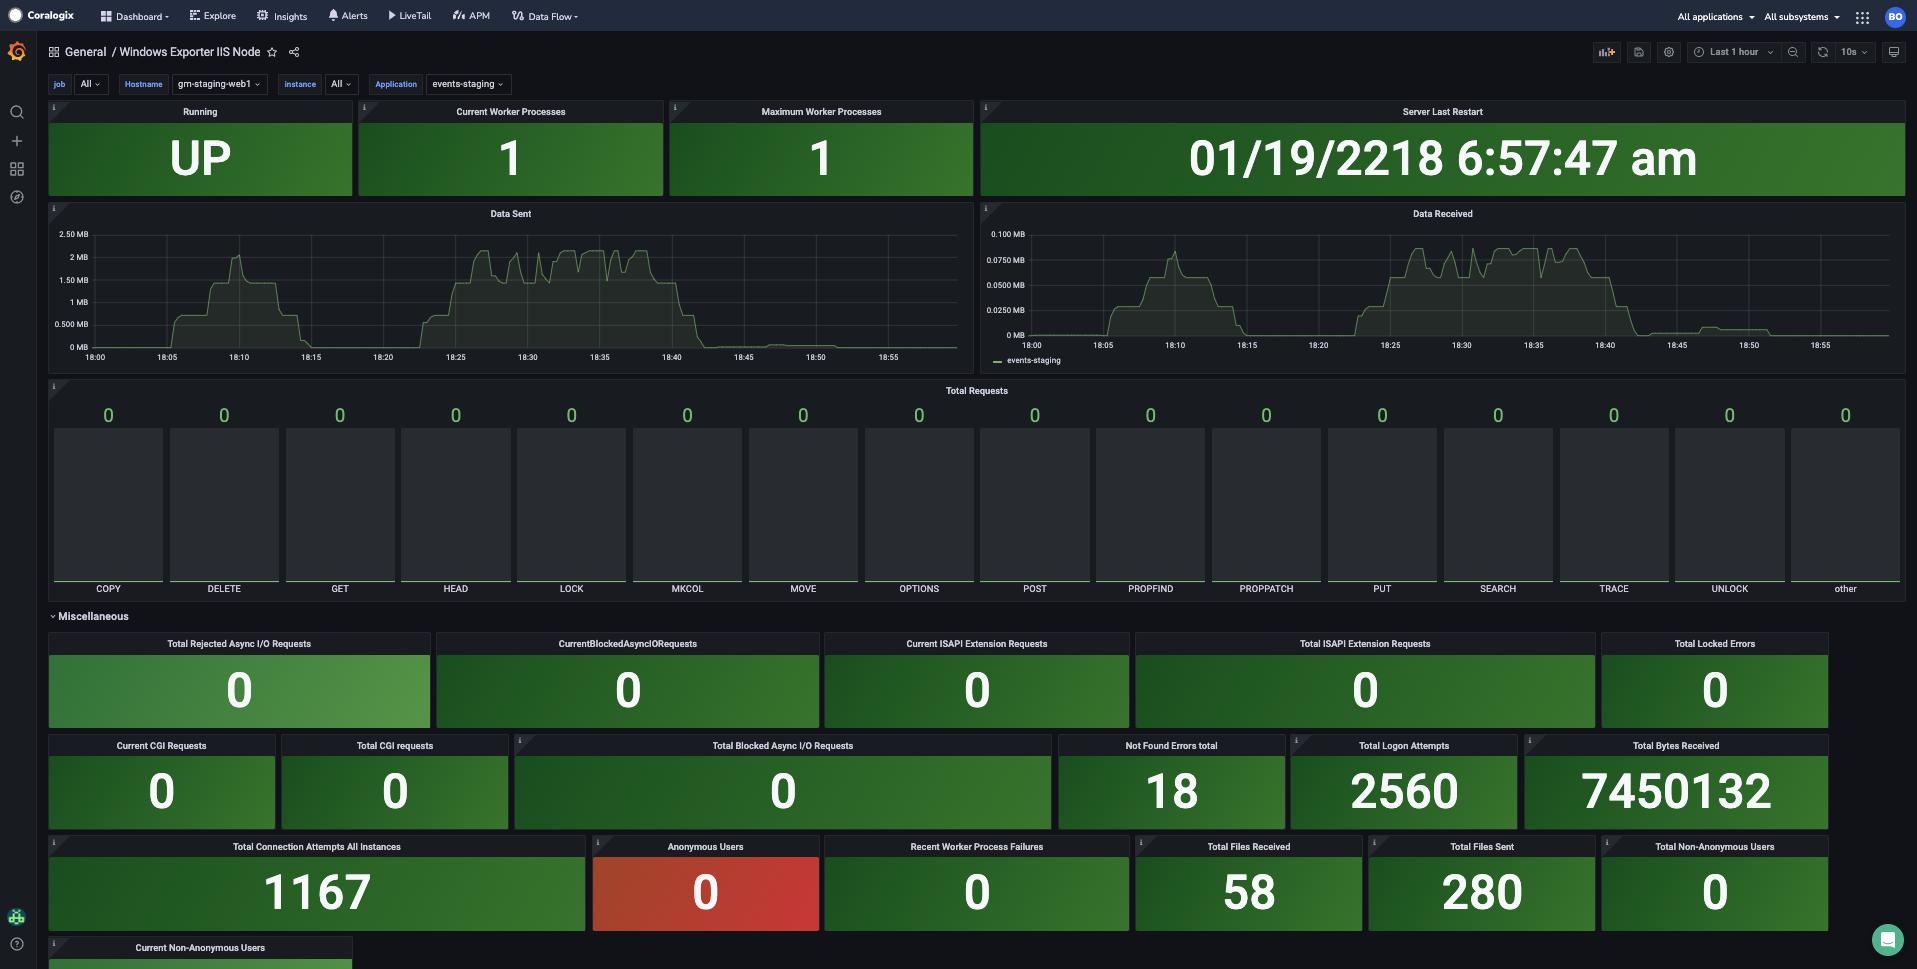 Coralogix Dashboard Explore Insights Alerts LiveTail APM Data Flow All applications All subsystems BO
General / Windows Exporter IIS Node Last 1 hour 10s
job All Hostname gm-staging-web1 instance All Application events-staging
Running Current Worker Processes Maximum Worker Processes Server Last Restart
UP 1 1 01/19/2218 6:57:47 am
Data Sent
2.50 MB
2 MB
1.50 MB
1 MB
0.500 MB
0 MB
18:00 18:05 18:10 18:15 18:20 18:25 18:30 18:35 18:40 18:45 18:50 18:55
Data Received
0.100 MB
0.0750 MB
0.0500 MB
0.0250 MB
0 MB
18:00 18:05 18:10 18:15 18:20 18:25 18:30 18:35 18:40 18:45 18:50 18:55
events-staging
Total Requests
0 0 0 0 0 0 0 0 0 0 0 0 0 0 0 0
COPY DELETE GET HEAD LOCK MKCOL MOVE OPTIONS POST PROPFIND PROPPATCH PUT SEARCH TRACE UNLOCK other
Miscellaneous
Total Rejected Async I/O Requests CurrentBlockedAsyncIORequests Current ISAPI Extension Requests Total ISAPI Extension Requests Total Locked Errors
0 0 0 0 0
Current CGI Requests Total CGI requests Total Blocked Async I/O Requests Not Found Errors total Total Logon Attempts Total Bytes Received
0 0 0 18 2560 7450132
Total Connection Attempts All Instances Anonymous Users Recent Worker Process Failures Total Files Received Total Files Sent Total Non-Anonymous Users
1167 0 0 58 280 0
Current Non-Anonymous Users